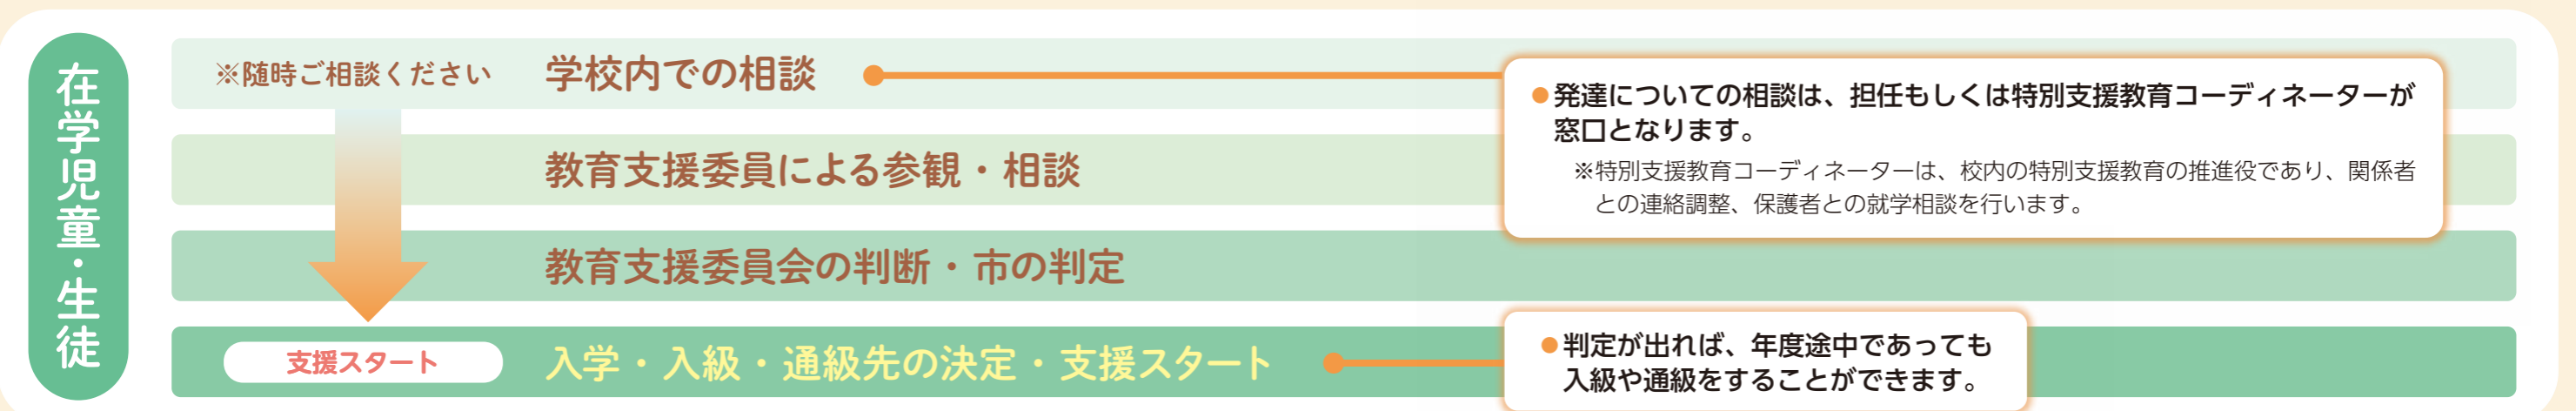 在学児童・生徒
※随時ご相談ください
学校内での相談
●発達についての相談は、担任もしくは特別支援教育コーディネーターが
窓口となります。
※特別支援教育コーディネーターは、校内の特別支援教育の推進役であり、関係者
との連絡調整、保護者との就学相談を行います。
教育支援委員による参観・相談
教育支援委員会の判断・市の判定
支援スタート
入学・入級・通級先の決定・支援スタート
●判定が出れば、年度途中であっても
入級や通級をすることができます。